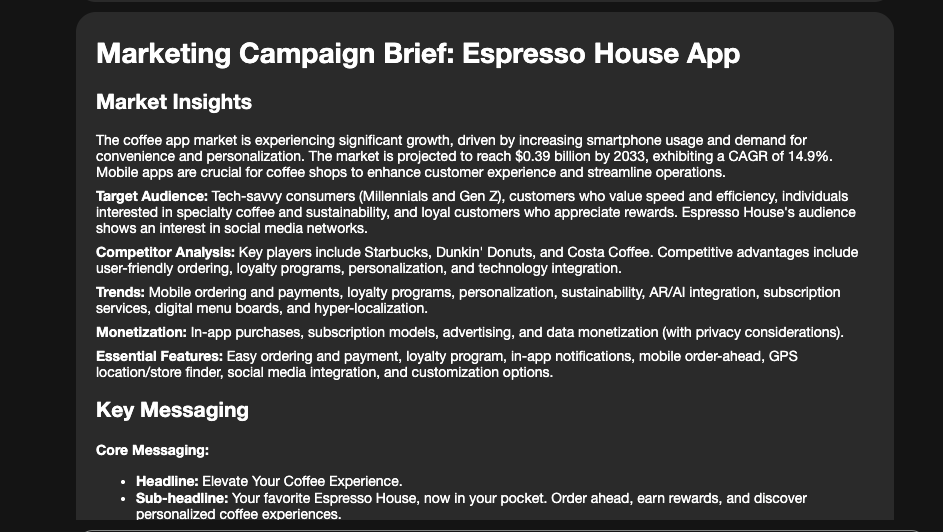 Marketing Campaign Brief: Espresso House App
Market Insights
The coffee app market is experiencing significant growth, driven by increasing smartphone usage and demand for
convenience and personalization. The market is projected to reach $0.39 billion by 2033, exhibiting a CAGR of 14.9%.
Mobile apps are crucial for coffee shops to enhance customer experience and streamline operations.
Target Audience: Tech-savvy consumers (Millennials and Gen Z), customers who value speed and efficiency, individuals
interested in specialty coffee and sustainability, and loyal customers who appreciate rewards. Espresso House's audience
shows an interest in social media networks.
Competitor Analysis: Key players include Starbucks, Dunkin' Donuts, and Costa Coffee. Competitive advantages include
user-friendly ordering, loyalty programs, personalization, and technology integration.
Trends: Mobile ordering and payments, loyalty programs, personalization, sustainability, AR/AI integration, subscription
services, digital menu boards, and hyper-localization.
Monetization: In-app purchases, subscription models, advertising, and data monetization (with privacy considerations).
Essential Features: Easy ordering and payment, loyalty program, in-app notifications, mobile order-ahead, GPS
location/store finder, social media integration, and customization options.
Key Messaging
Core Messaging:
• Headline: Elevate Your Coffee Experience.
• Sub-headline: Your favorite Espresso House, now in your pocket. Order ahead, earn rewards, and discover
personalized coffee experiences.